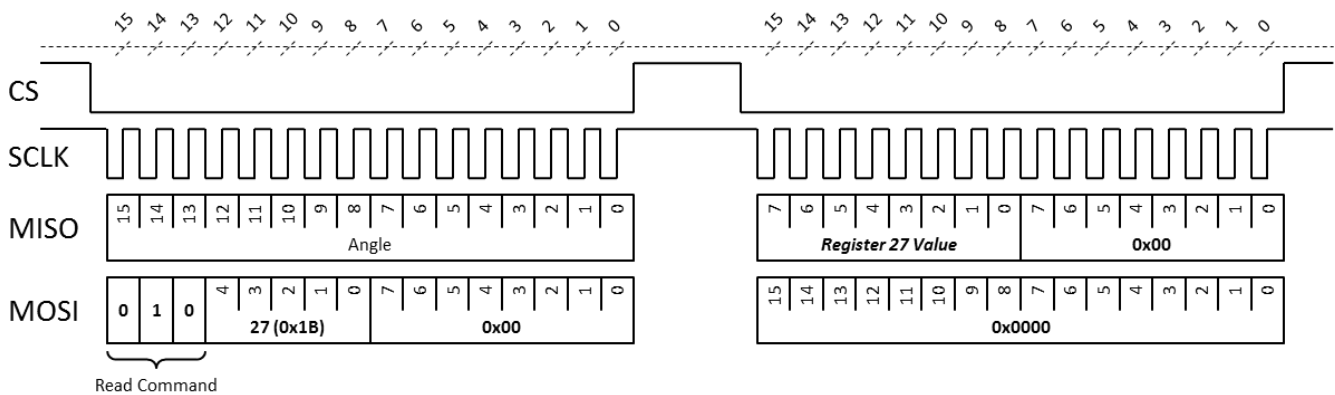 15 14 13 12 11 10 9 8 7 6 5 4 3 2 1 0 15 14 13 12 11 10 9 8 7 6 5 4 3 2 1 0
CS
SCLK
MISO 15 14 13 12 11 10 9 8 7 6 5 4 3 2 1 0 7 6 5 4 3 2 1 0 7 6 5 4 3 2 1 0
Angle Register 27 Value 0x00
MOSI 0 1 0 4 3 2 1 0 7 6 5 4 3 2 1 0 15 14 13 12 11 10 9 8 7 6 5 4 3 2 1 0
27 (0x1B) 0x00 0x0000
Read Command